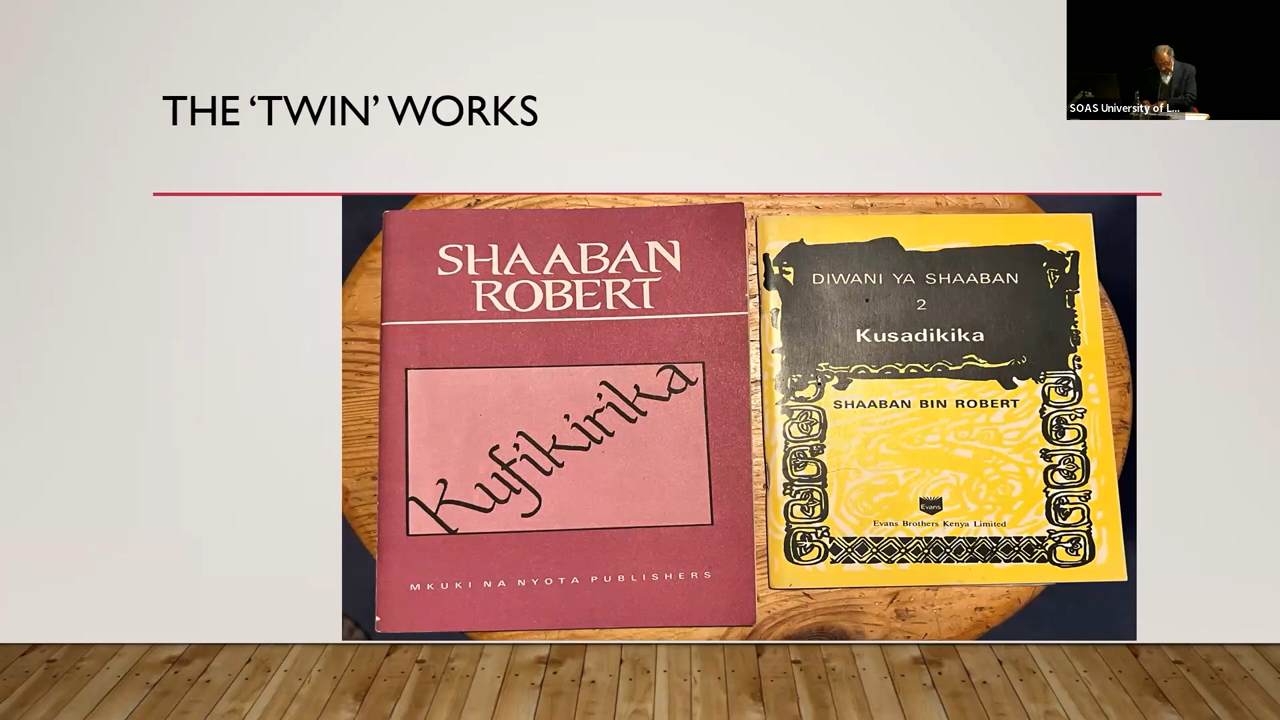 THE ‘TWIN’ WORKS
SOAS University of L...
SHAABAN
ROBERT
Kufikirika
MKUKI NA NYOTA PUBLISHERS
DIWANI YA SHAABAN
2
Kusadikika
SHAABAN BIN ROBERT
Evans
Evans Brothers Kenya Limited